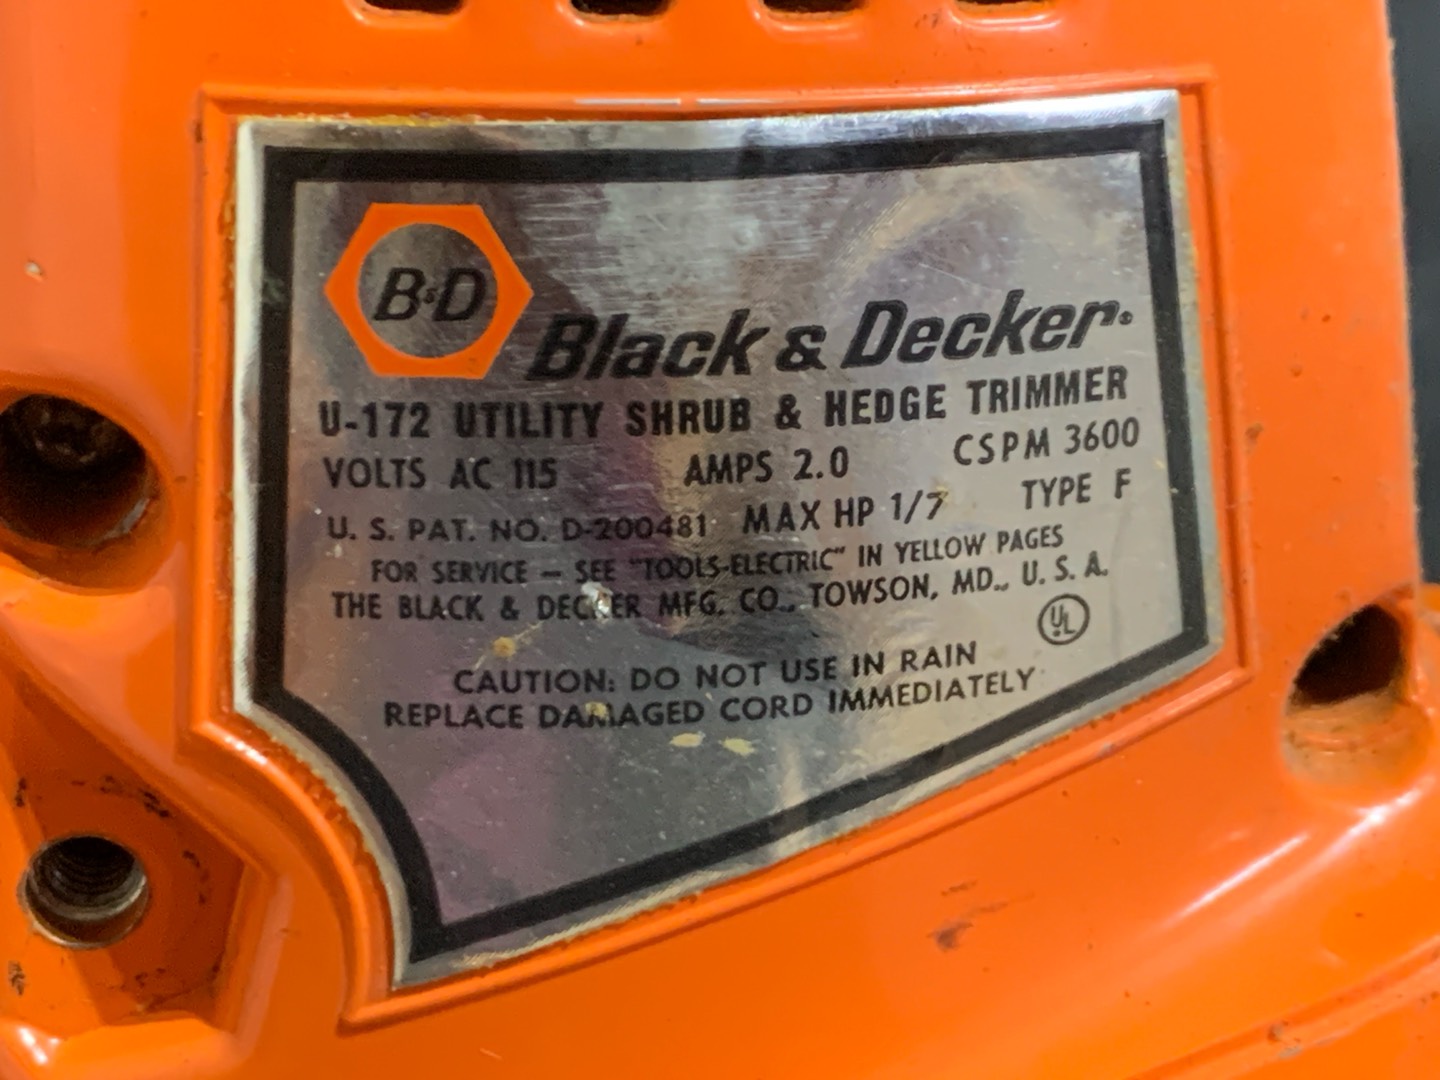 B&D
Black & Decker®
U-172 UTILITY SHRUB & HEDGE TRIMMER
VOLTS AC 115 AMPS 2.0 CSPM 3600
U. S. PAT. NO. D-200481 MAX HP 1/7 TYPE F
FOR SERVICE — SEE "TOOLS-ELECTRIC" IN YELLOW PAGES
THE BLACK & DECKER MFG. CO., TOWSON, MD., U. S. A.
UL
CAUTION: DO NOT USE IN RAIN
REPLACE DAMAGED CORD IMMEDIATELY